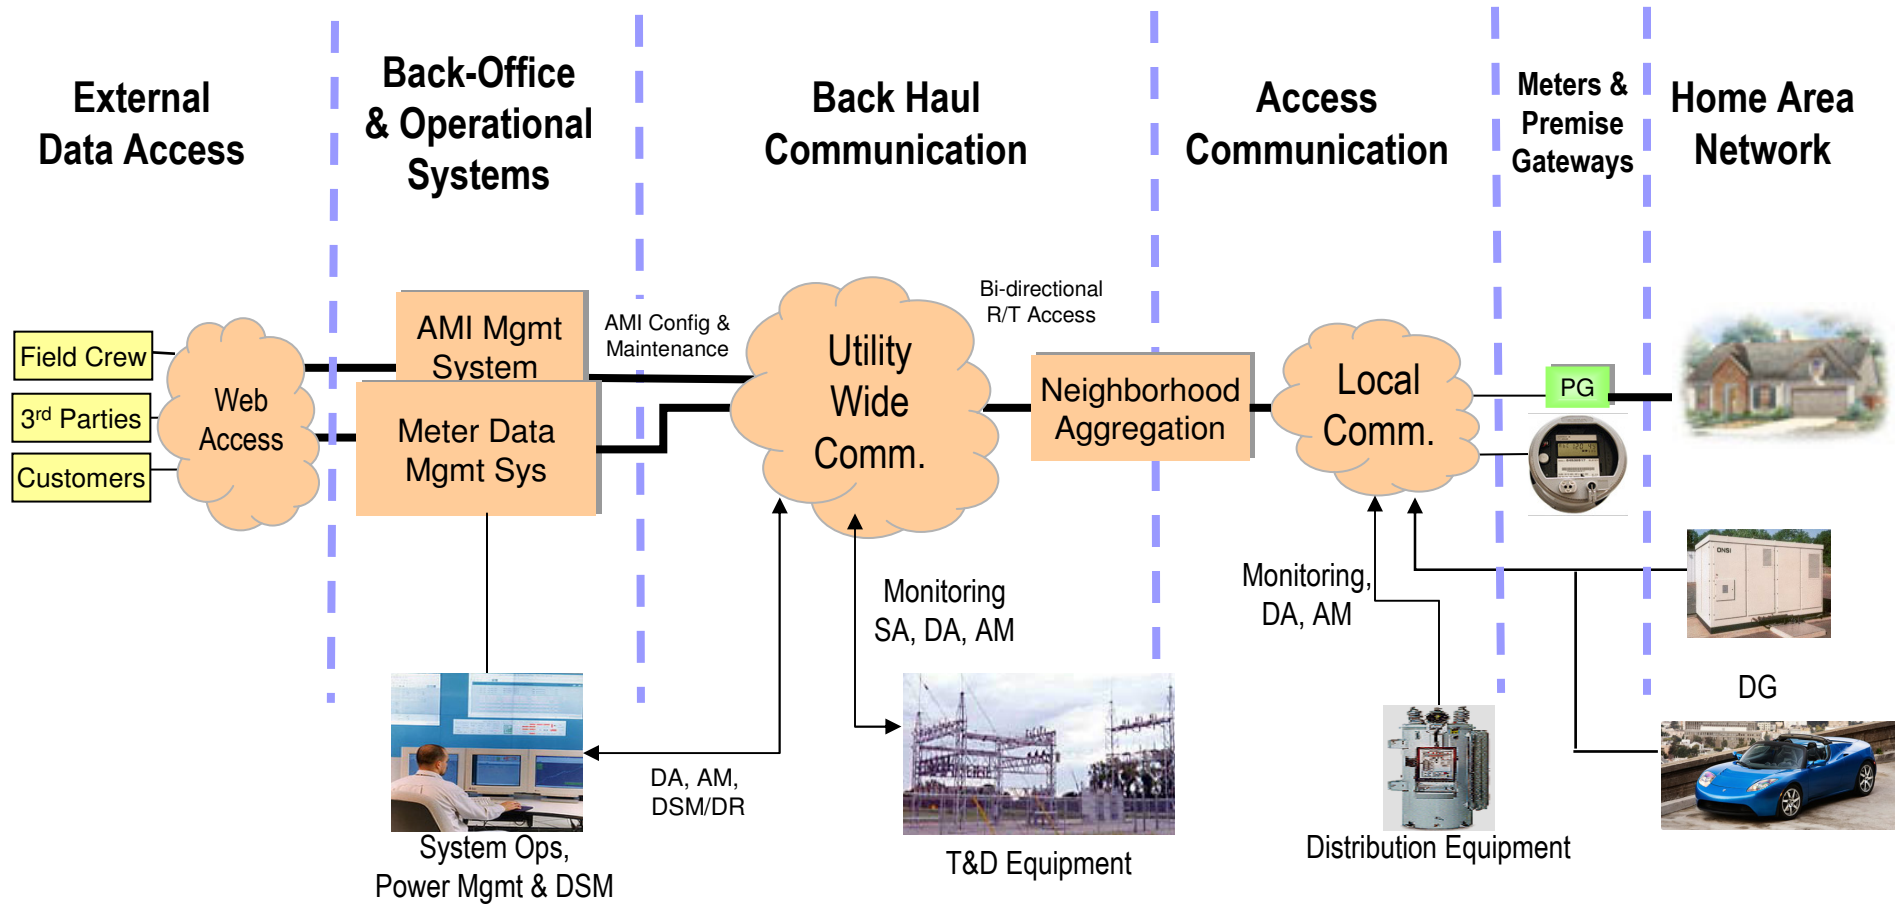 External
Data Access
Back-Office
& Operational
Systems
Back Haul
Communication
Access
Communication
Meters &
Premise
Gateways
Home Area
Network
Field Crew
3rd Parties
Customers
Web
Access
AMI Mgmt
System
Meter Data
Mgmt Sys
AMI Config &
Maintenance
Utility
Wide
Comm.
Bi-directional
R/T Access
Neighborhood
Aggregation
Local
Comm.
PG
Monitoring
SA, DA, AM
Monitoring,
DA, AM
ONSI
DG
DA, AM,
DSM/DR
System Ops,
Power Mgmt & DSM
T&D Equipment
Distribution Equipment